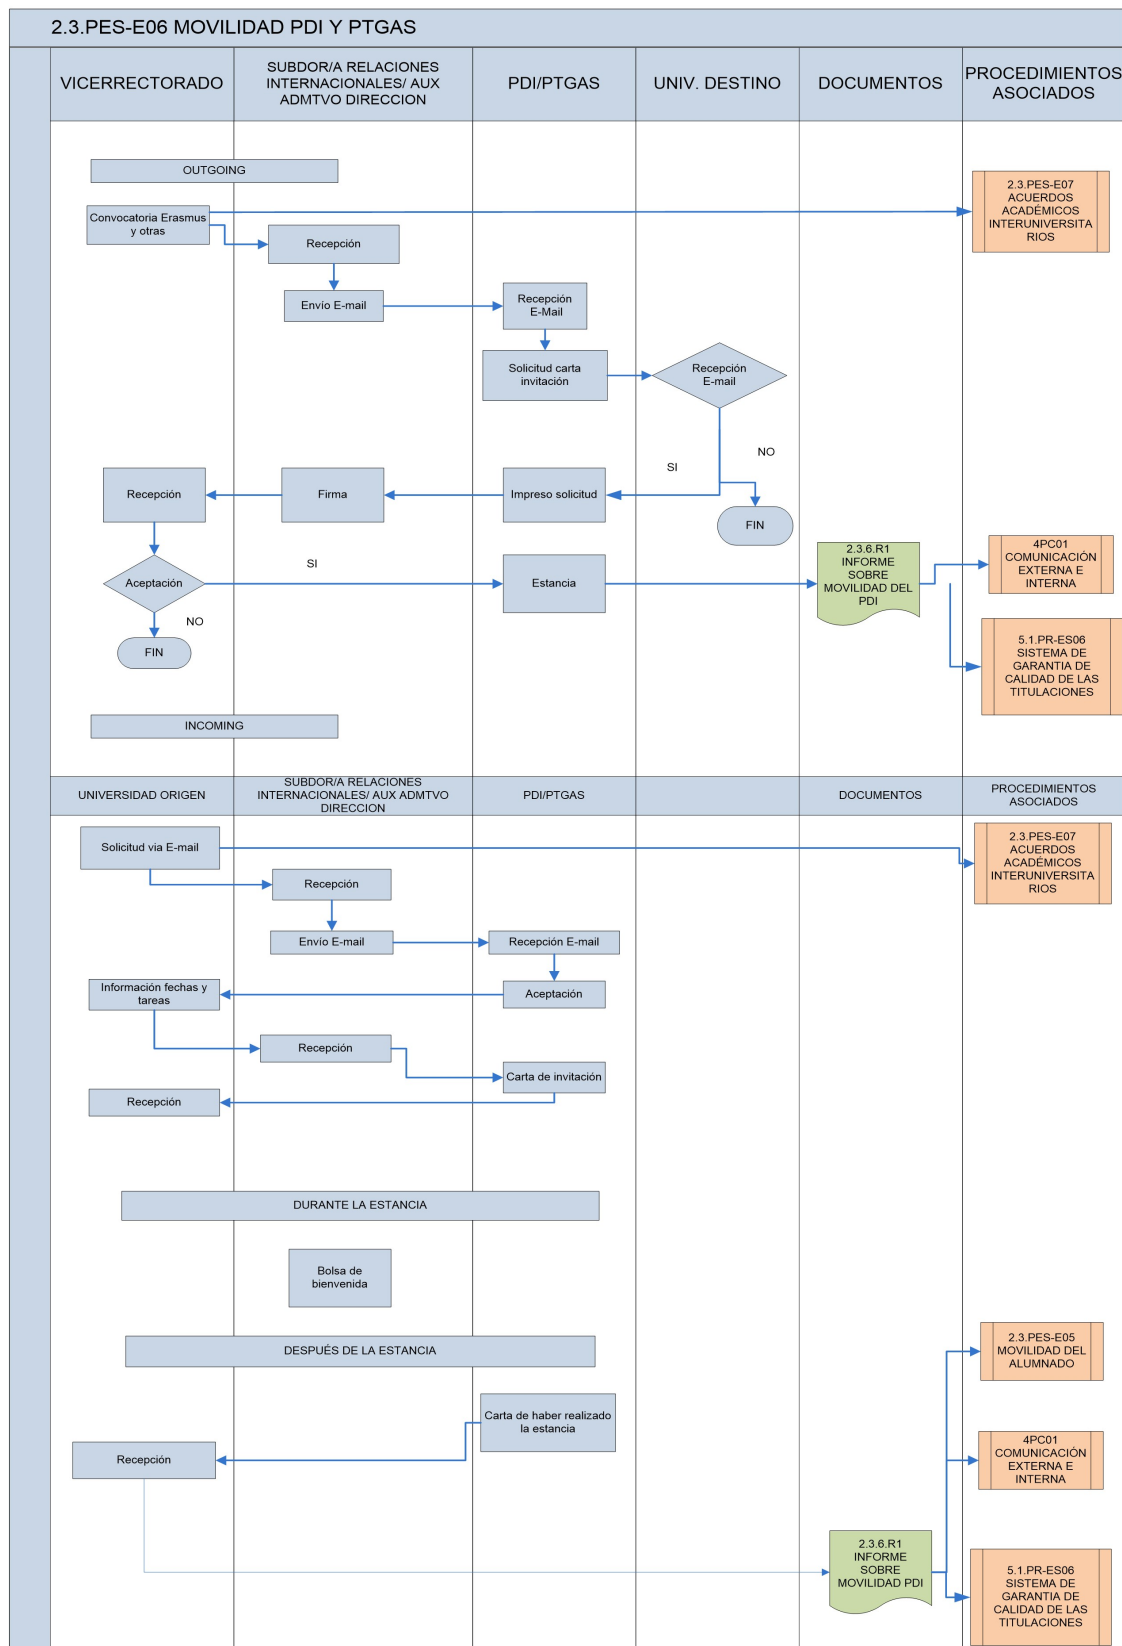 2.3.PES-E06 MOVILIDAD PDI Y PTGAS
VICERRECTORADO
SUBDOR/A RELACIONES
INTERNACIONALES/ AUX
ADMTVO DIRECCION
PDI/PTGAS
UNIV. DESTINO
DOCUMENTOS
PROCEDIMIENTOS
ASOCIADOS
OUTGOING
2.3.PES-E07
ACUERDOS
ACADÉMICOS
INTERUNIVERSITA
RIOS
Convocatoria Erasmus
y otras
Recepción
Envío E-mail
Recepción
E-Mail
Solicitud carta
invitación
Recepción
E-mail
NO
SI
Recepción
Firma
Impreso solicitud
FIN
Aceptación
SI
Estancia
2.3.6.R1
INFORME
SOBRE
MOVILIDAD DEL
PDI
4PC01
COMUNICACIÓN
EXTERNA E
INTERNA
NO
FIN
5.1.PR-ES06
SISTEMA DE
GARANTIA DE
CALIDAD DE LAS
TITULACIONES
INCOMING
UNIVERSIDAD ORIGEN
SUBDOR/A RELACIONES
INTERNACIONALES/ AUX ADMTVO
DIRECCION
PDI/PTGAS
DOCUMENTOS
PROCEDIMIENTOS
ASOCIADOS
Solicitud via E-mail
2.3.PES-E07
ACUERDOS
ACADÉMICOS
INTERUNIVERSITA
RIOS
Recepción
Envío E-mail
Recepción E-mail
Información fechas y
tareas
Aceptación
Recepción
Carta de invitación
Recepción
DURANTE LA ESTANCIA
Bolsa de
bienvenida
DESPUÉS DE LA ESTANCIA
2.3.PES-E05
MOVILIDAD DEL
ALUMNADO
Carta de haber realizado
la estancia
Recepción
4PC01
COMUNICACIÓN
EXTERNA E
INTERNA
2.3.6.R1
INFORME
SOBRE
MOVILIDAD PDI
5.1.PR-ES06
SISTEMA DE
GARANTIA DE
CALIDAD DE LAS
TITULACIONES